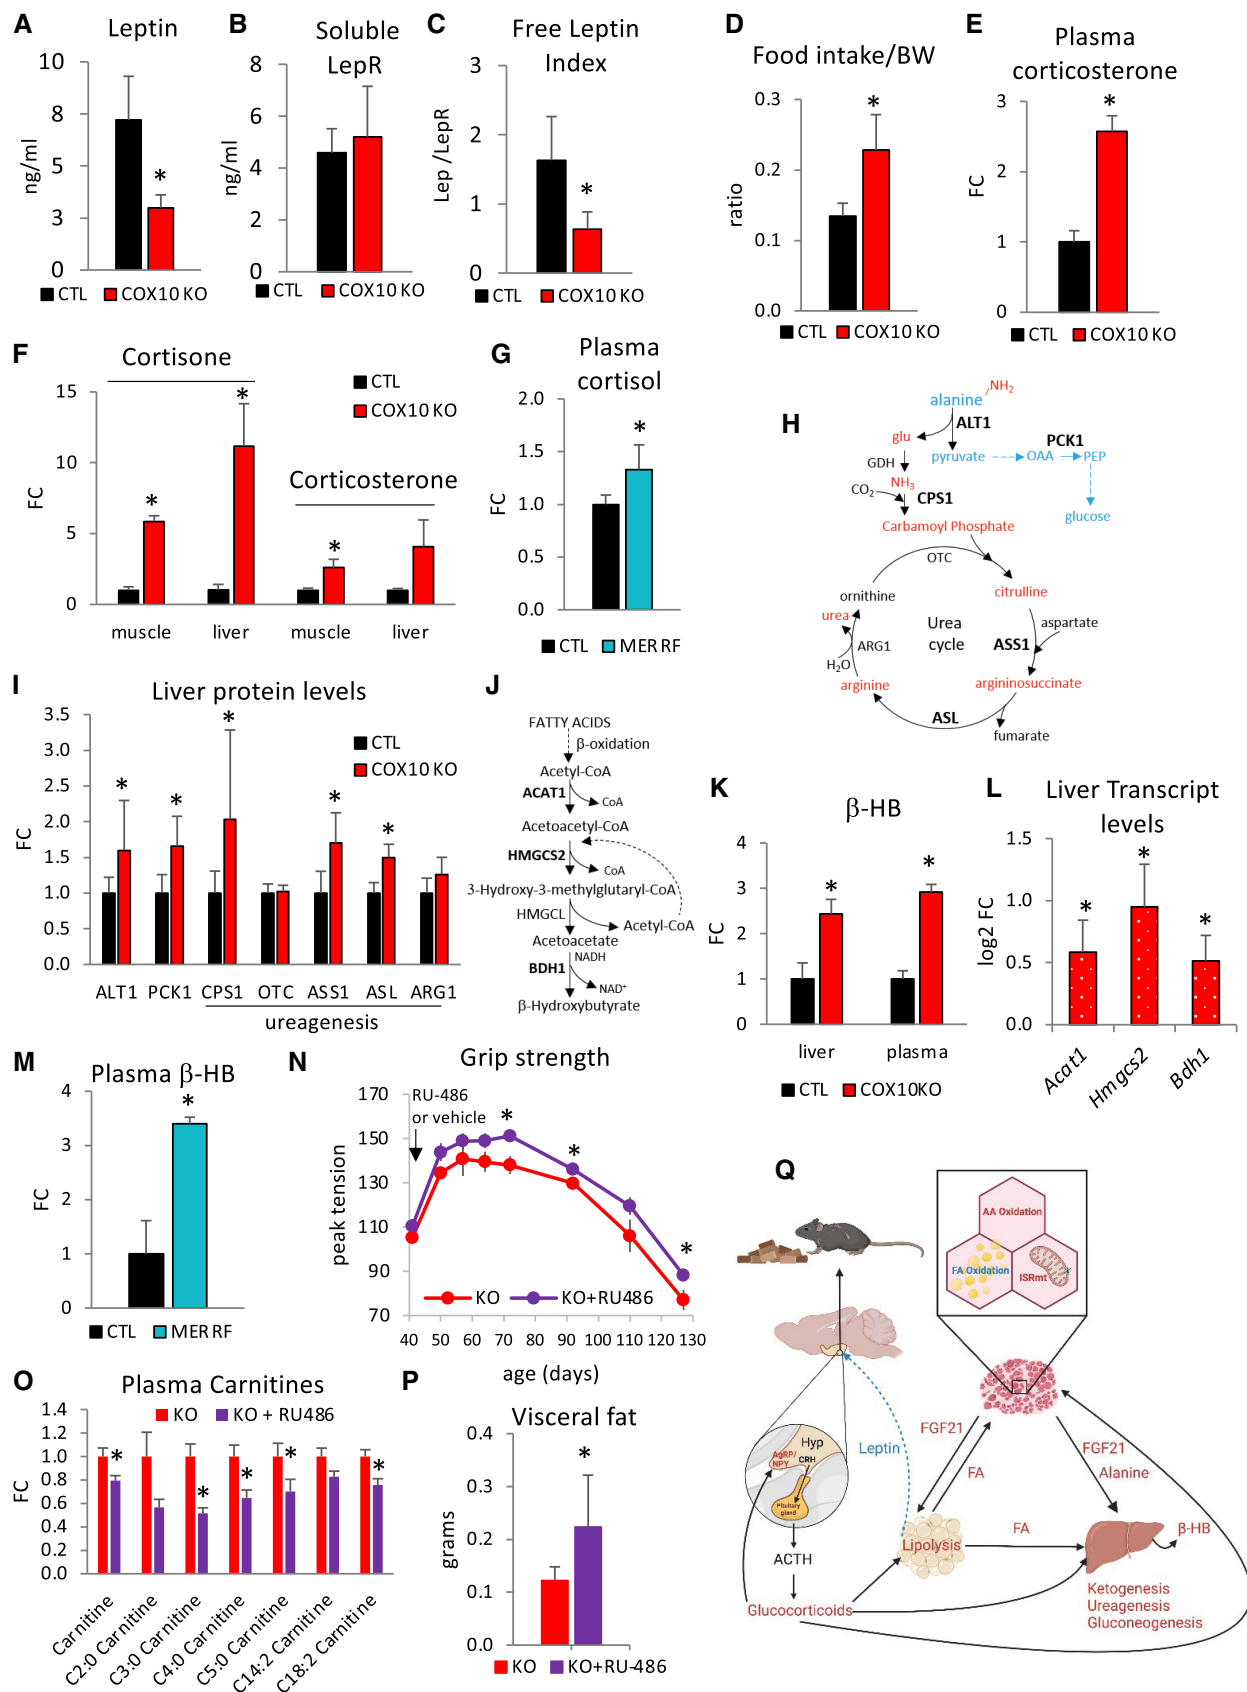 A
Leptin
10
8
5
3
0
ng/ml
*
CTL
COX10 KO
B
Soluble
LepR
8
6
4
2
0
ng/ml
CTL
COX10 KO
C
Free Leptin
Index
3
2
1
0
Lep /LepR
*
CTL
COX10 KO
D
Food intake/BW
0.3
0.2
0.1
0.0
ratio
*
CTL
COX10 KO
E
Plasma
corticosterone
3
2
1
0
FC
*
CTL
COX10 KO
F
Cortisone
CTL
COX10 KO
Corticosterone
15
10
5
0
FC
*
*
*
muscle
liver
muscle
liver
G
Plasma
cortisol
2.0
1.5
1.0
0.5
0.0
FC
*
CTL
MERRF
H
alanine
NH2
ALT1
glu
PCK1
pyruvate
OAA
PEP
GDH
NH3
CO2
CPS1
glucose
Carbamoyl Phosphate
OTC
ornithine
citrulline
urea
Urea
cycle
aspartate
ASS1
ARG1
H2O
arginine
argininosuccinate
ASL
fumarate
I
Liver protein levels
CTL
COX10 KO
3.5
3.0
2.5
2.0
1.5
1.0
0.5
0.0
FC
*
*
*
*
*
ALT1
PCK1
CPS1
OTC
ASS1
ASL
ARG1
ureagenesis
J
FATTY ACIDS
β-oxidation
Acetyl-CoA
ACAT1
CoA
Acetoacetyl-CoA
HMGCS2
CoA
3-Hydroxy-3-methylglutaryl-CoA
HMGCL
Acetyl-CoA
Acetoacetate
NADH
BDH1
NAD+
β-Hydroxybutyrate
K
β-HB
4
3
2
1
0
FC
*
*
liver
plasma
CTL
COX10KO
L
Liver Transcript
levels
1.5
1.0
0.5
0.0
log2 FC
*
*
*
Acat1
Hmgcs2
Bdh1
M
Plasma β-HB
4
3
2
1
0
FC
*
CTL
MERRF
N
Grip strength
170
150
130
110
90
70
peak tension
RU-486
or vehicle
*
*
*
KO
KO+RU486
40 50 60 70 80 90 100 110 120 130
age (days)
O
Plasma Carnitines
KO
KO + RU486
1.4
1.2
1.0
0.8
0.6
0.4
0.2
0.0
FC
*
*
*
*
*
Carnitine
C2:0 Carnitine
C3:0 Carnitine
C4:0 Carnitine
C5:0 Carnitine
C14:2 Carnitine
C18:2 Carnitine
P
Visceral fat
0.4
0.3
0.2
0.1
0.0
grams
*
KO
KO+RU-486
Q
AA Oxidation
FA Oxidation
ISRmt
Leptin
FGF21
FA
FGF21
Alanine
Hyp
AgRP/
NPY
CRH
Pituitary
gland
ACTH
Glucocorticoids
Lipolysis
FA
β-HB
Ketogenesis
Ureagenesis
Gluconeogenesis